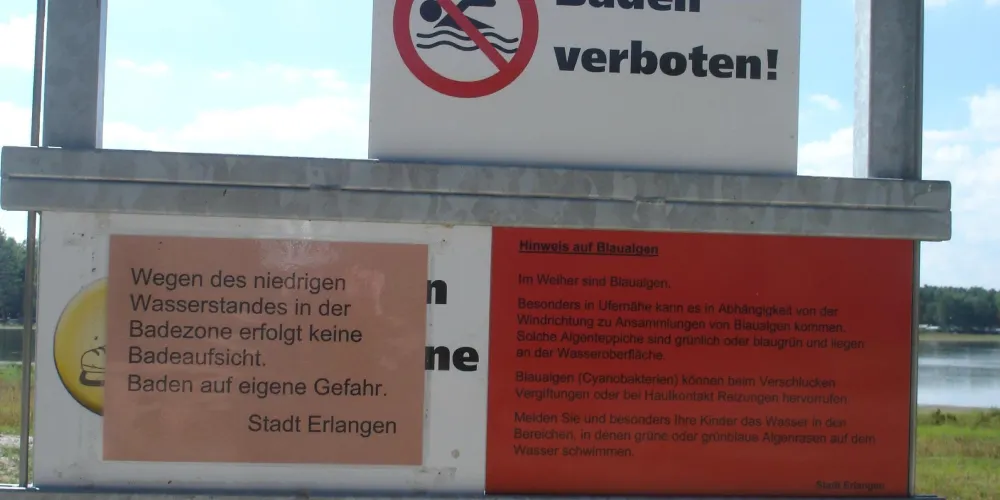 Baden
verboten!
Wegen des niedrigen
Wasserstandes in der
Badezone erfolgt keine
Badeaufsicht.
Baden auf eigene Gefahr.
Stadt Erlangen
n
ne
Hinweis auf Blaualgen
Im Weiher sind Blaualgen.
Besonders in Ufernähe kann es in Abhängigkeit von der
Windrichtung zu Ansammlungen von Blaualgen kommen.
Solche Algenteppiche sind grünlich oder blaugrün und liegen
an der Wasseroberfläche.
Blaualgen (Cyanobakterien) können beim Verschlucken
Vergiftungen oder bei Hautkontakt Reizungen hervorrufen.
Meiden Sie und besonders Ihre Kinder das Wasser in den
Bereichen, in denen grüne oder grünblaue Algenrasen auf dem
Wasser schwimmen.
Stadt Erlangen